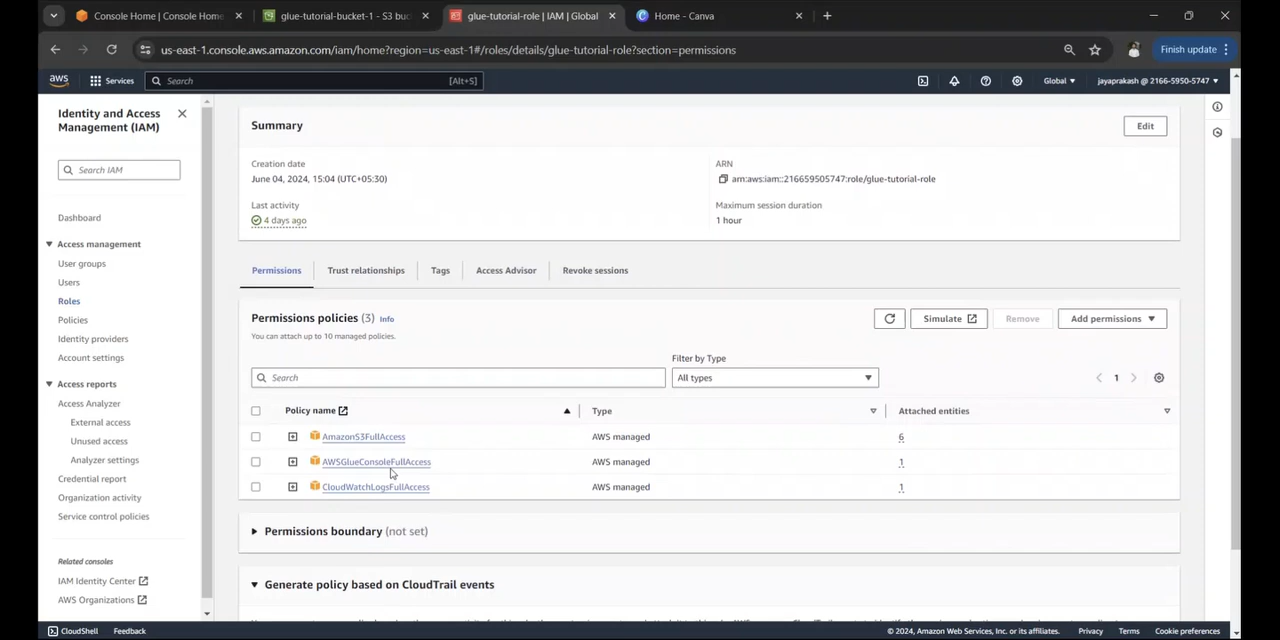 Console Home | Console Home
glue-tutorial-bucket-1 - S3 buc
glue-tutorial-role | IAM | Global
Home - Canva
us-east-1.console.aws.amazon.com/iam/home?region=us-east-1#/roles/details/glue-tutorial-role?section=permissions
Finish update
aws
Services
Search
[Alt+S]
Global
jayaprakash @ 2166-5950-5747
Identity and Access
Management (IAM)
Search IAM
Dashboard
Access management
User groups
Users
Roles
Policies
Identity providers
Account settings
Access reports
Access Analyzer
External access
Unused access
Analyzer settings
Credential report
Organization activity
Service control policies
Related consoles
IAM Identity Center
AWS Organizations
Summary
Edit
Creation date
June 04, 2024, 15:04 (UTC+05:30)
Last activity
4 days ago
ARN
arn:aws:iam::216659505747:role/glue-tutorial-role
Maximum session duration
1 hour
Permissions
Trust relationships
Tags
Access Advisor
Revoke sessions
Permissions policies (3) Info
You can attach up to 10 managed policies.
Simulate
Remove
Add permissions
Filter by Type
Search
All types
1
Policy name
Type
Attached entities
AmazonS3FullAccess
AWS managed
6
AWSGlueConsoleFullAccess
AWS managed
1
CloudWatchLogsFullAccess
AWS managed
1
Permissions boundary (not set)
Generate policy based on CloudTrail events
CloudShell
Feedback
© 2024, Amazon Web Services, Inc. or its affiliates.
Privacy
Terms
Cookie preferences